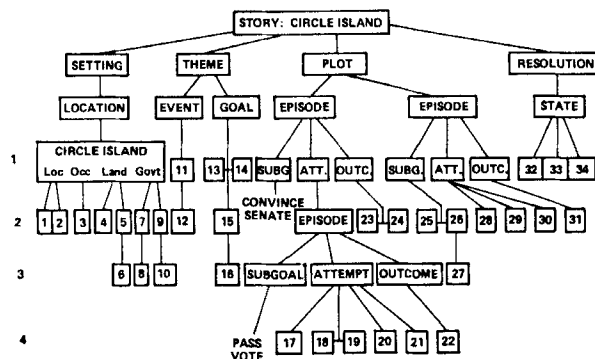 STORY: CIRCLE ISLAND
SETTING THEME PLOT RESOLUTION
LOCATION EVENT GOAL EPISODE EPISODE STATE
1 CIRCLE ISLAND
Loc Occ Land Govt 11 13 14 SUBG ATT. OUTC. SUBG. ATT. OUTC. 32 33 34
CONVINCE
SENATE
2 1 2 3 4 5 7 9 12 15 EPISODE 23 24 25 26 28 29 30 31
3 6 8 10 16 SUBGOAL ATTEMPT OUTCOME 27
4 PASS
VOTE 17 18 19 20 21 22